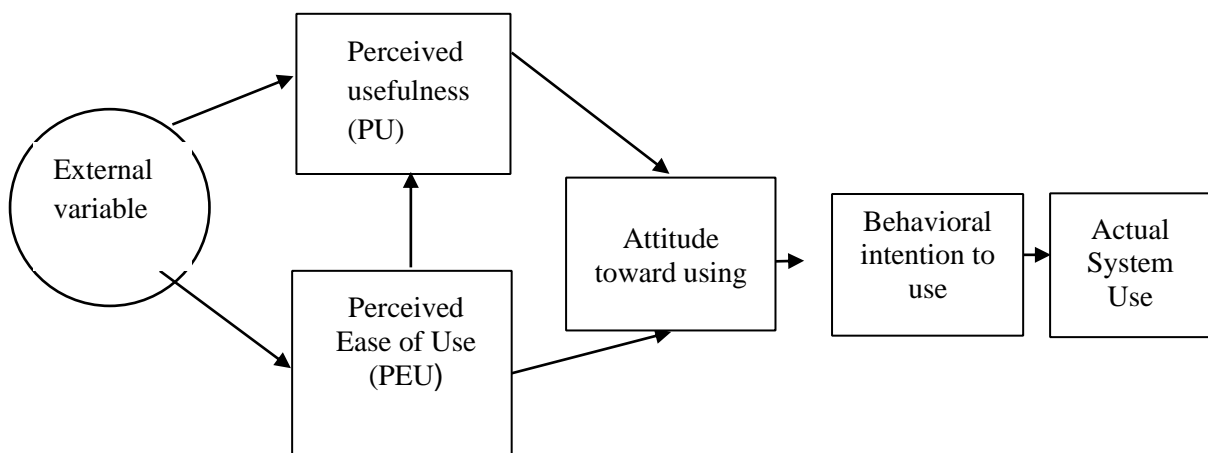 External
variable
Perceived
usefulness
(PU)
Perceived
Ease of Use
(PEU)
Attitude
toward using
Behavioral
intention to
use
Actual
System
Use